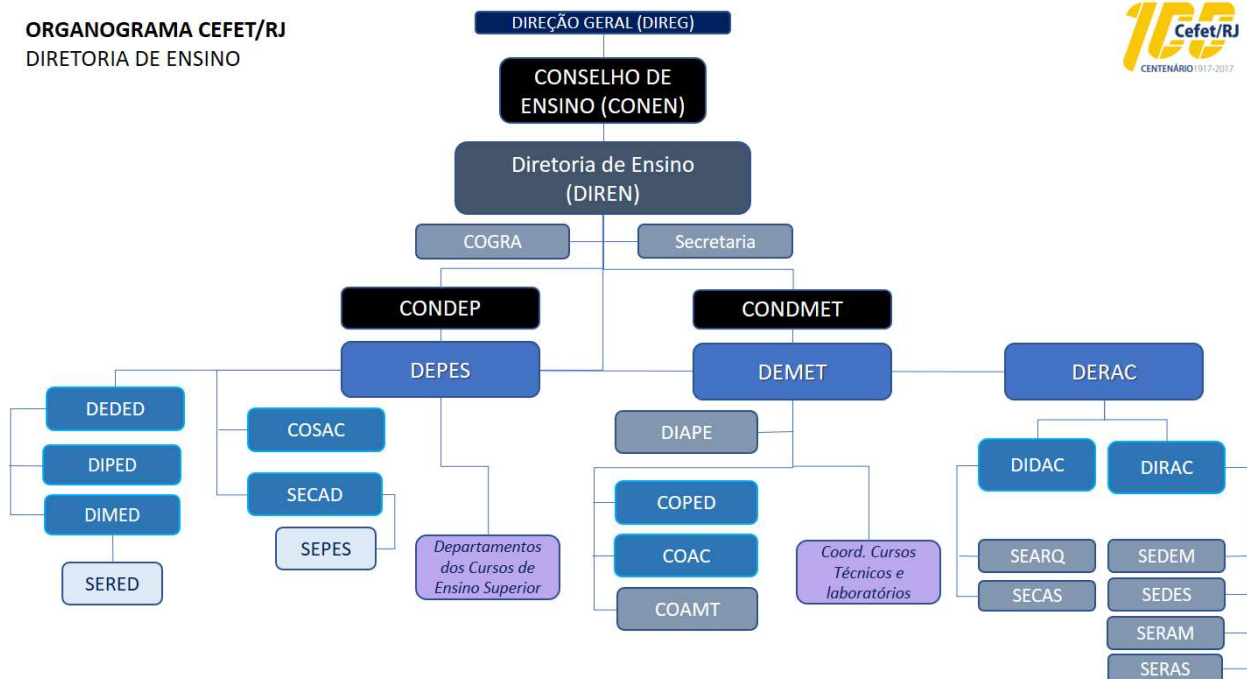 ORGANOGRAMA CEFET/RJ
DIRETORIA DE ENSINO
DIREÇÃO GERAL (DIREG)
100
Cefet/RJ
CENTENÁRIO 1917-2017
CONSELHO DE
ENSINO (CONEN)
Diretoria de Ensino
(DIREN)
COGRA
Secretaria
CONDEP
CONDMET
DEPES
DEMET
DERAC
DEDED
DIPED
DIMED
SERED
COSAC
SECAD
SEPES
Departamentos
dos Cursos de
Ensino Superior
DIAPE
COPED
COAC
COAMT
Coord. Cursos
Técnicos e
laboratórios
DIDAC
DIRAC
SEARQ
SECAS
SEDEM
SEDES
SERAM
SERAS